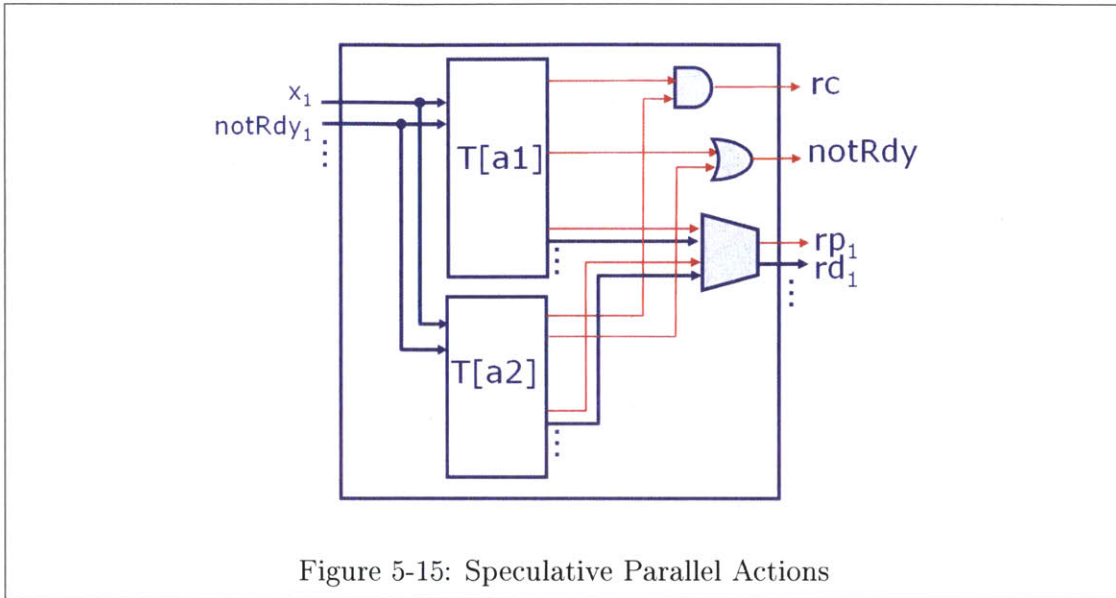 x₁
notRdy₁
T[a1]
T[a2]
rc
notRdy
rp₁
rd₁
Figure 5-15: Speculative Parallel Actions